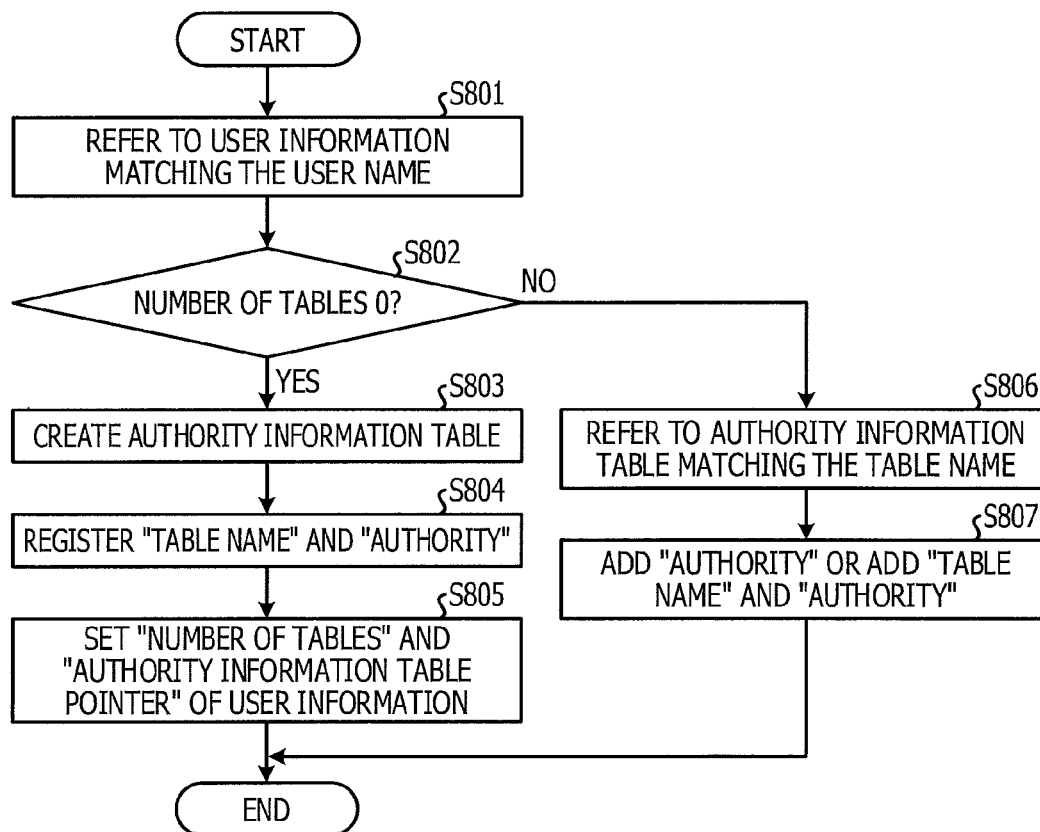 START
S801
REFER TO USER INFORMATION
MATCHING THE USER NAME
S802
NUMBER OF TABLES 0?
NO
YES
S803
CREATE AUTHORITY INFORMATION TABLE
S804
REGISTER "TABLE NAME" AND "AUTHORITY"
S805
SET "NUMBER OF TABLES" AND
"AUTHORITY INFORMATION TABLE
POINTER" OF USER INFORMATION
S806
REFER TO AUTHORITY INFORMATION
TABLE MATCHING THE TABLE NAME
S807
ADD "AUTHORITY" OR ADD "TABLE
NAME" AND "AUTHORITY"
END